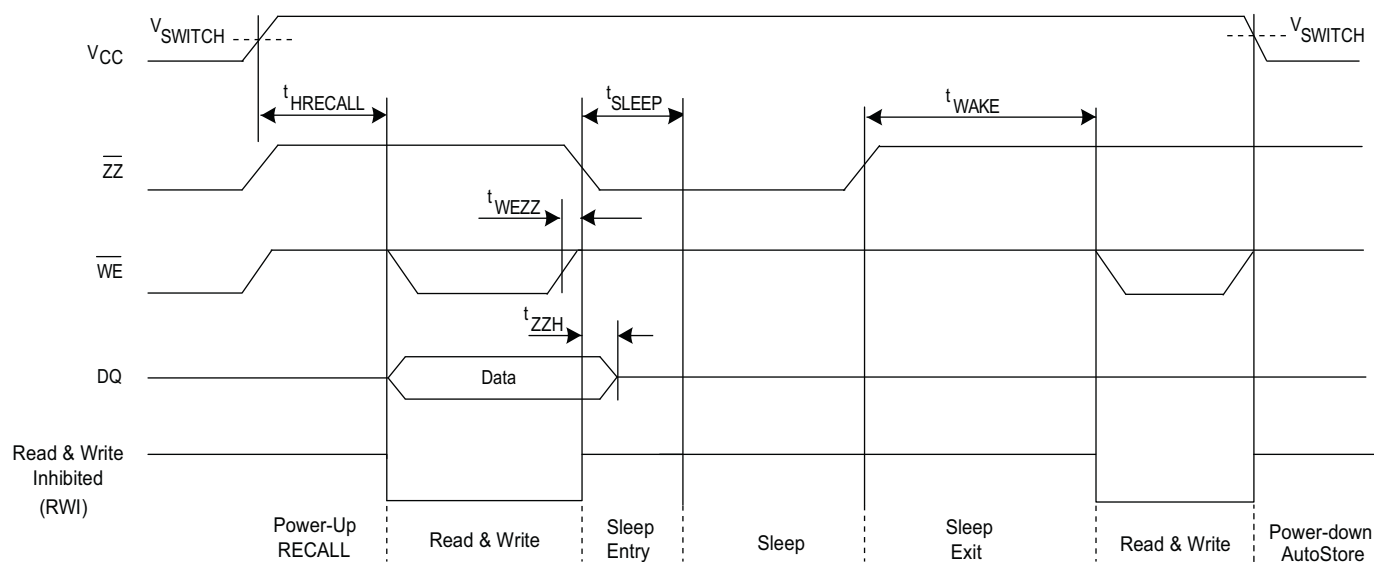 VSWITCH
VSWITCH
VCC
tHRECALL
tSLEEP
tWAKE
ZZ
tWEZZ
WE
tZZH
DQ
Data
Read & Write
Inhibited
(RWI)
Power-Up
RECALL
Read & Write
Sleep
Entry
Sleep
Sleep
Exit
Read & Write
Power-down
AutoStore